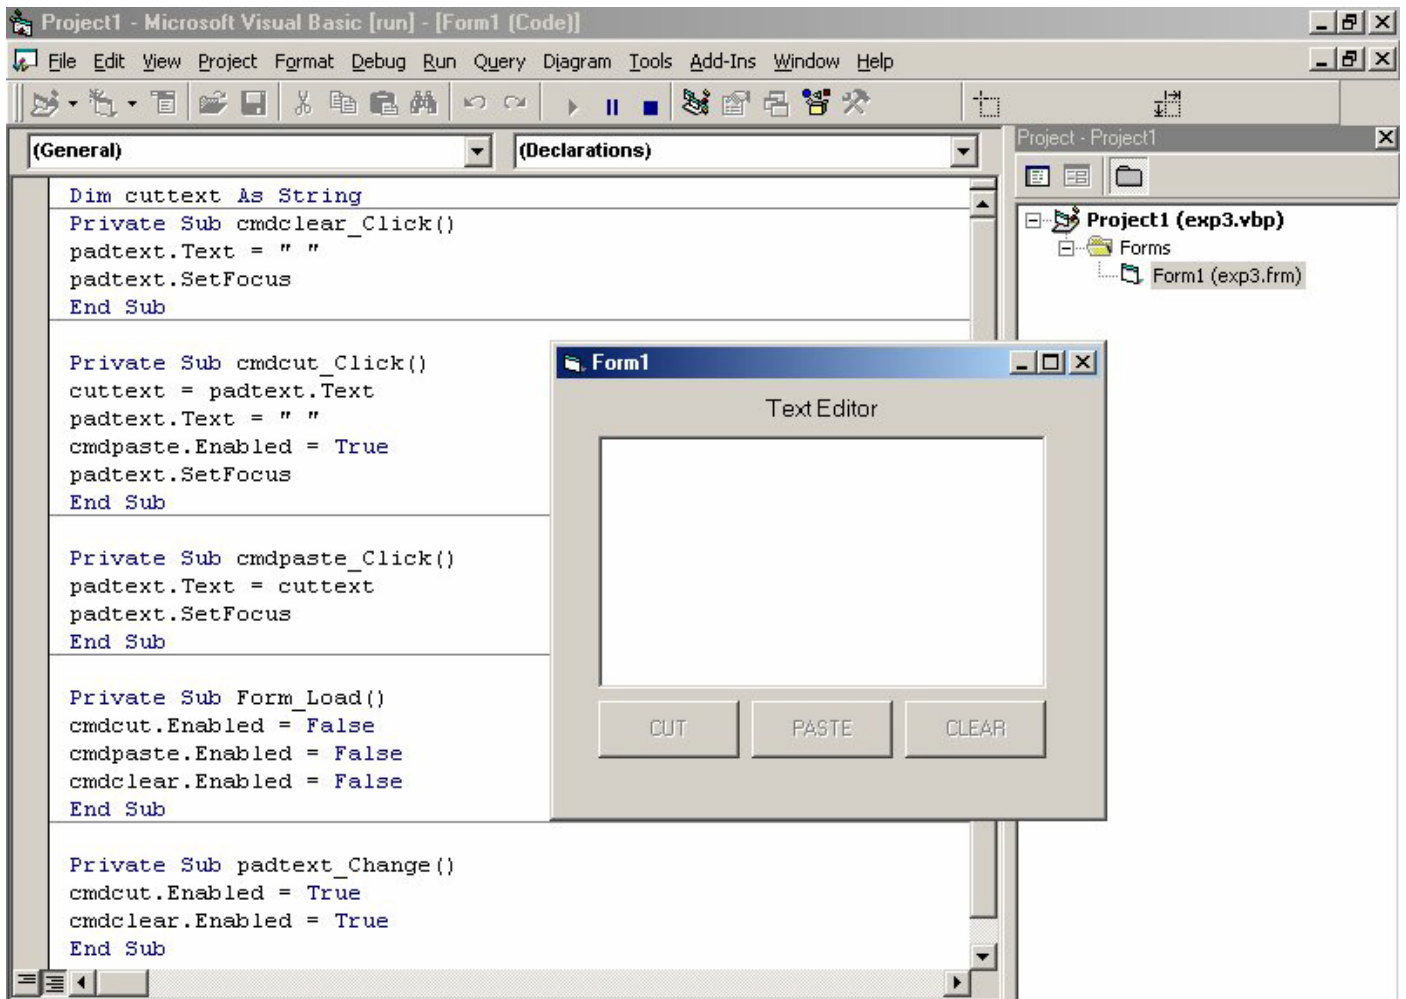 Project1 - Microsoft Visual Basic [run] - [Form1 (Code)]
File Edit View Project Format Debug Run Query Diagram Tools Add-Ins Window Help
(General) (Declarations)
Project - Project1
Project1 (exp3.vbp)
Forms
Form1 (exp3.frm)
Dim cuttext As String
Private Sub cmdclear_Click()
padtext.Text = " "
padtext.SetFocus
End Sub
Private Sub cmdcut_Click()
cuttext = padtext.Text
padtext.Text = " "
cmdpaste.Enabled = True
padtext.SetFocus
End Sub
Private Sub cmdpaste_Click()
padtext.Text = cuttext
padtext.SetFocus
End Sub
Private Sub Form_Load()
cmdcut.Enabled = False
cmdpaste.Enabled = False
cmdclear.Enabled = False
End Sub
Private Sub padtext_Change()
cmdcut.Enabled = True
cmdclear.Enabled = True
End Sub
Form1
Text Editor
CUT PASTE CLEAR